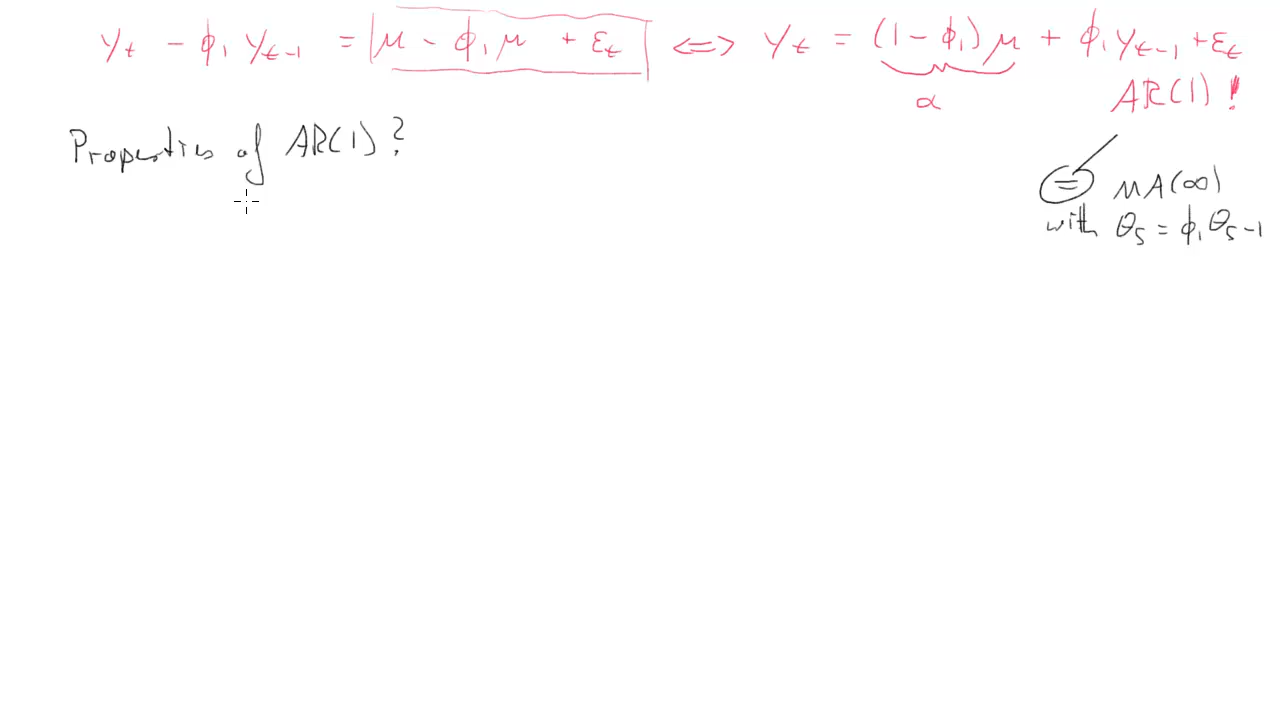 yₜ - ϕ₁ yₜ₋₁ = μ - ϕ₁ μ + εₜ <=> yₜ = (1 - ϕ₁) μ + ϕ₁ yₜ₋₁ + εₜ
α AR(1) !
Properties of AR(1) ?
= MA(∞)
with θₛ = ϕ₁ θₛ₋₁